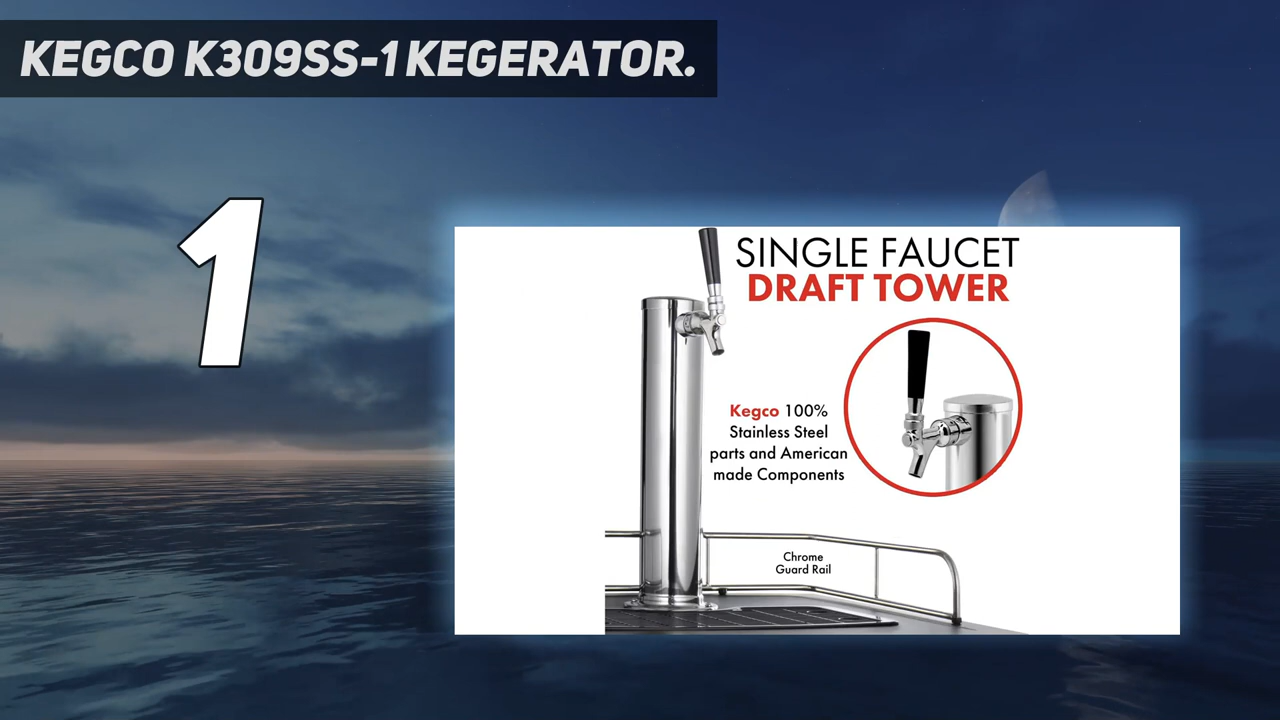 KEGCO K309SS-1 KEGERATOR.
1
SINGLE FAUCET
DRAFT TOWER
Kegco 100%
Stainless Steel
parts and American
made Components
Chrome
Guard Rail